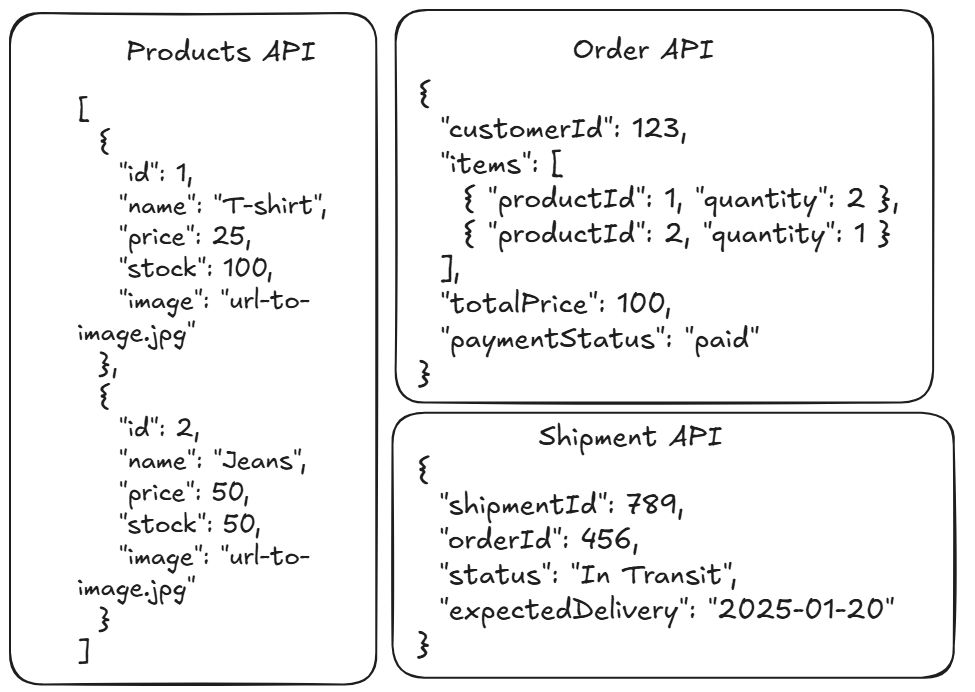 Products API
[
  {
    "id": 1,
    "name": "T-shirt",
    "price": 25,
    "stock": 100,
    "image": "url-to-
image.jpg"
  },
  {
    "id": 2,
    "name": "Jeans",
    "price": 50,
    "stock": 50,
    "image": "url-to-
image.jpg"
  }
]
Order API
{
  "customerId": 123,
  "items": [
    { "productId": 1, "quantity": 2 },
    { "productId": 2, "quantity": 1 }
  ],
  "totalPrice": 100,
  "paymentStatus": "paid"
}
Shipment API
{
  "shipmentId": 789,
  "orderId": 456,
  "status": "In Transit",
  "expectedDelivery": "2025-01-20"
}